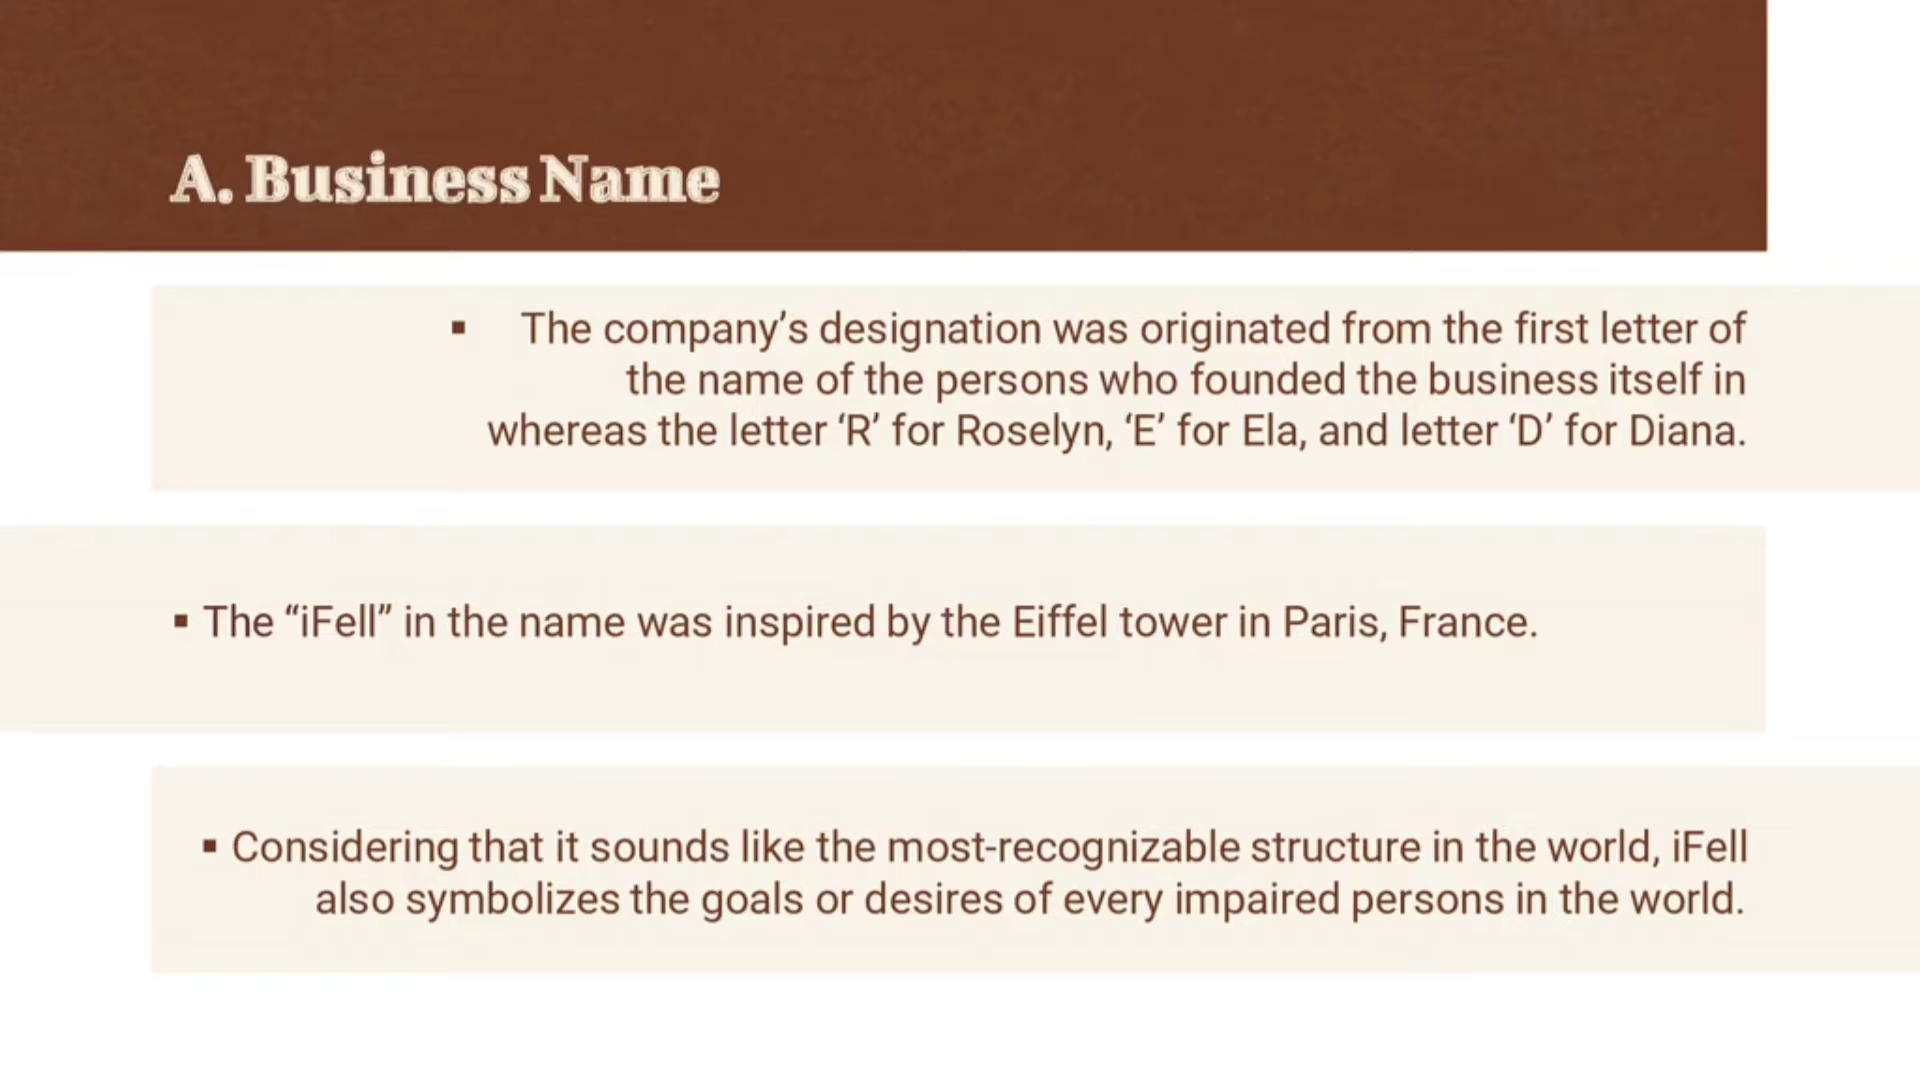 A. Business Name
▪ The company’s designation was originated from the first letter of
the name of the persons who founded the business itself in
whereas the letter ‘R’ for Roselyn, ‘E’ for Ela, and letter ‘D’ for Diana.
▪ The “iFell” in the name was inspired by the Eiffel tower in Paris, France.
▪ Considering that it sounds like the most-recognizable structure in the world, iFell
also symbolizes the goals or desires of every impaired persons in the world.